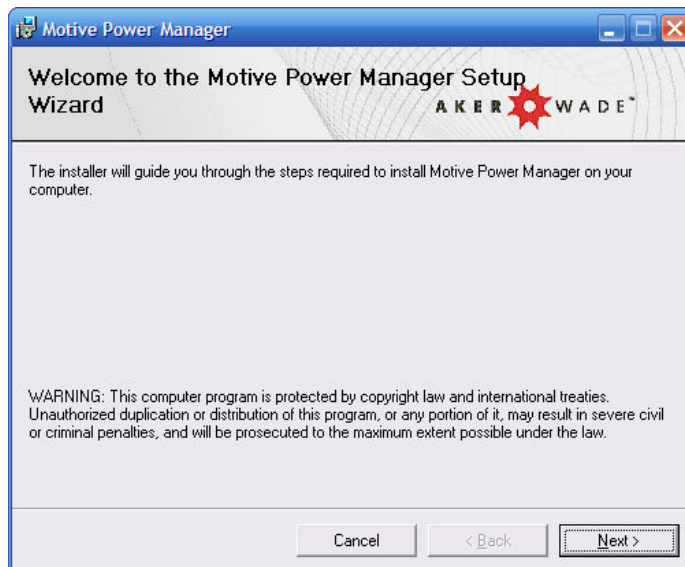 Motive Power Manager
Welcome to the Motive Power Manager Setup
Wizard
AKER WADE™
The installer will guide you through the steps required to install Motive Power Manager on your
computer.
WARNING: This computer program is protected by copyright law and international treaties.
Unauthorized duplication or distribution of this program, or any portion of it, may result in severe civil
or criminal penalties, and will be prosecuted to the maximum extent possible under the law.
Cancel < Back Next >